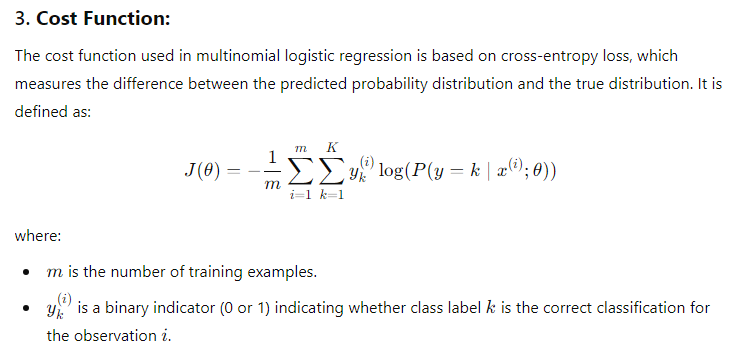 3. Cost Function:
The cost function used in multinomial logistic regression is based on cross-entropy loss, which
measures the difference between the predicted probability distribution and the true distribution. It is
defined as:
$J(\theta) = -\frac{1}{m} \sum_{i=1}^{m} \sum_{k=1}^{K} y_k^{(i)} \log(P(y = k \mid x^{(i)}; \theta))$
where:
• $m$ is the number of training examples.
• $y_k^{(i)}$ is a binary indicator (0 or 1) indicating whether class label $k$ is the correct classification for
the observation $i$.